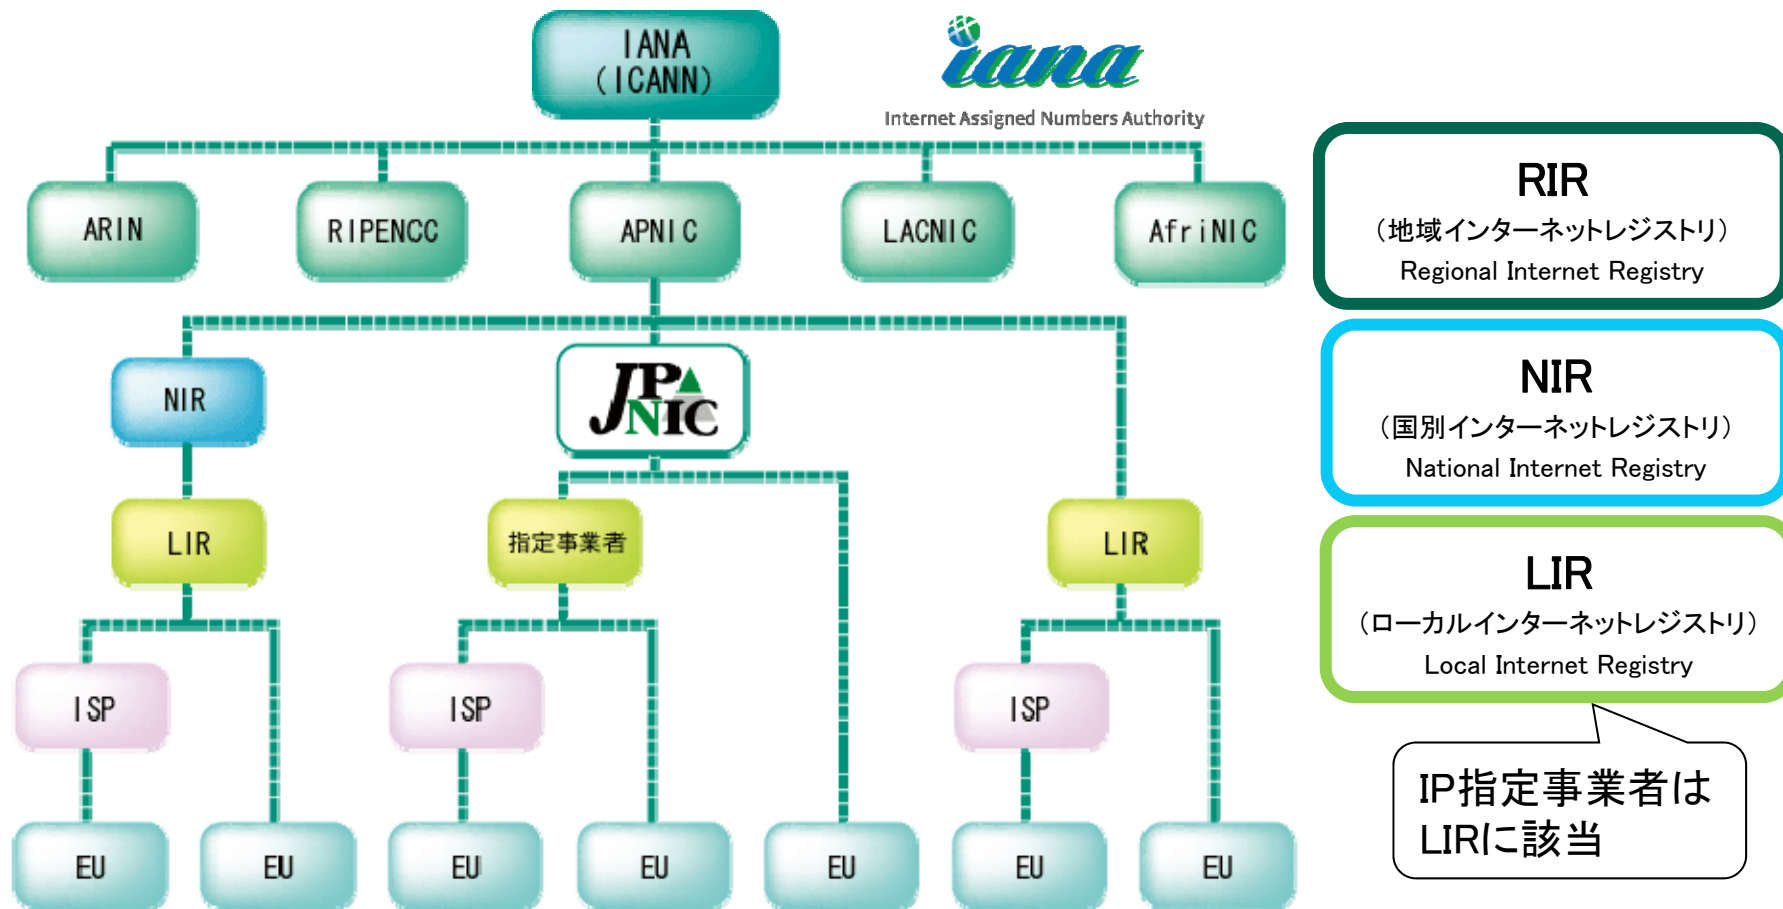 IANA
(ICANN)
iana
Internet Assigned Numbers Authority
ARIN
RIPENCC
APNIC
LACNIC
AfriNIC
RIR
（地域インターネットレジストリ）
Regional Internet Registry
NIR
JP
NIC
NIR
（国別インターネットレジストリ）
National Internet Registry
LIR
指定事業者
LIR
LIR
（ローカルインターネットレジストリ）
Local Internet Registry
ISP
ISP
ISP
IP指定事業者は
LIRに該当
EU
EU
EU
EU
EU
EU
EU